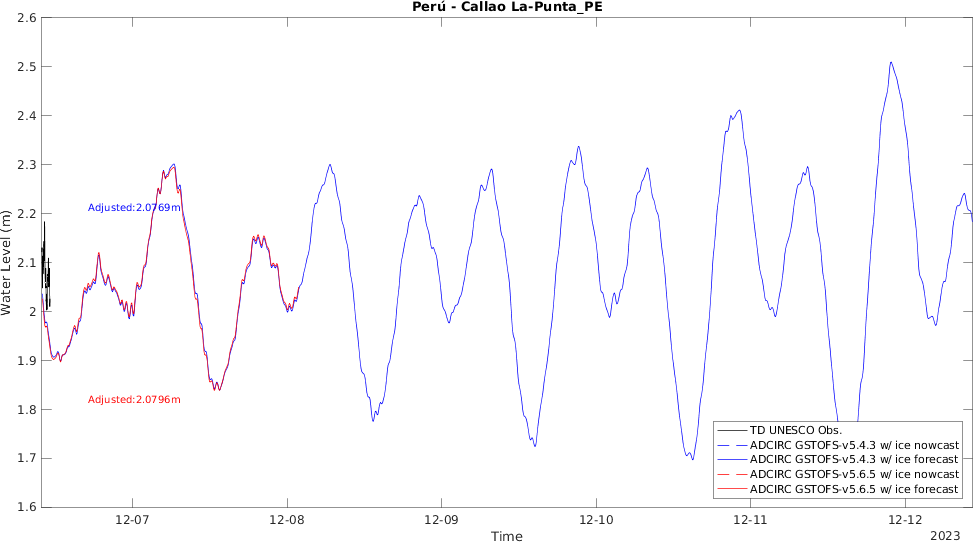 Perú - Callao La-Punta_PE
2.6
2.5
2.4
2.3
2.2
2.1
2
1.9
1.8
1.7
1.6
Water Level (m)
Adjusted:2.0769m
Adjusted:2.0796m
TD UNESCO Obs.
ADCIRC GSTOFS-v5.4.3 w/ ice nowcast
ADCIRC GSTOFS-v5.4.3 w/ ice forecast
ADCIRC GSTOFS-v5.6.5 w/ ice nowcast
ADCIRC GSTOFS-v5.6.5 w/ ice forecast
12-07 12-08 12-09 12-10 12-11 12-12
Time
2023